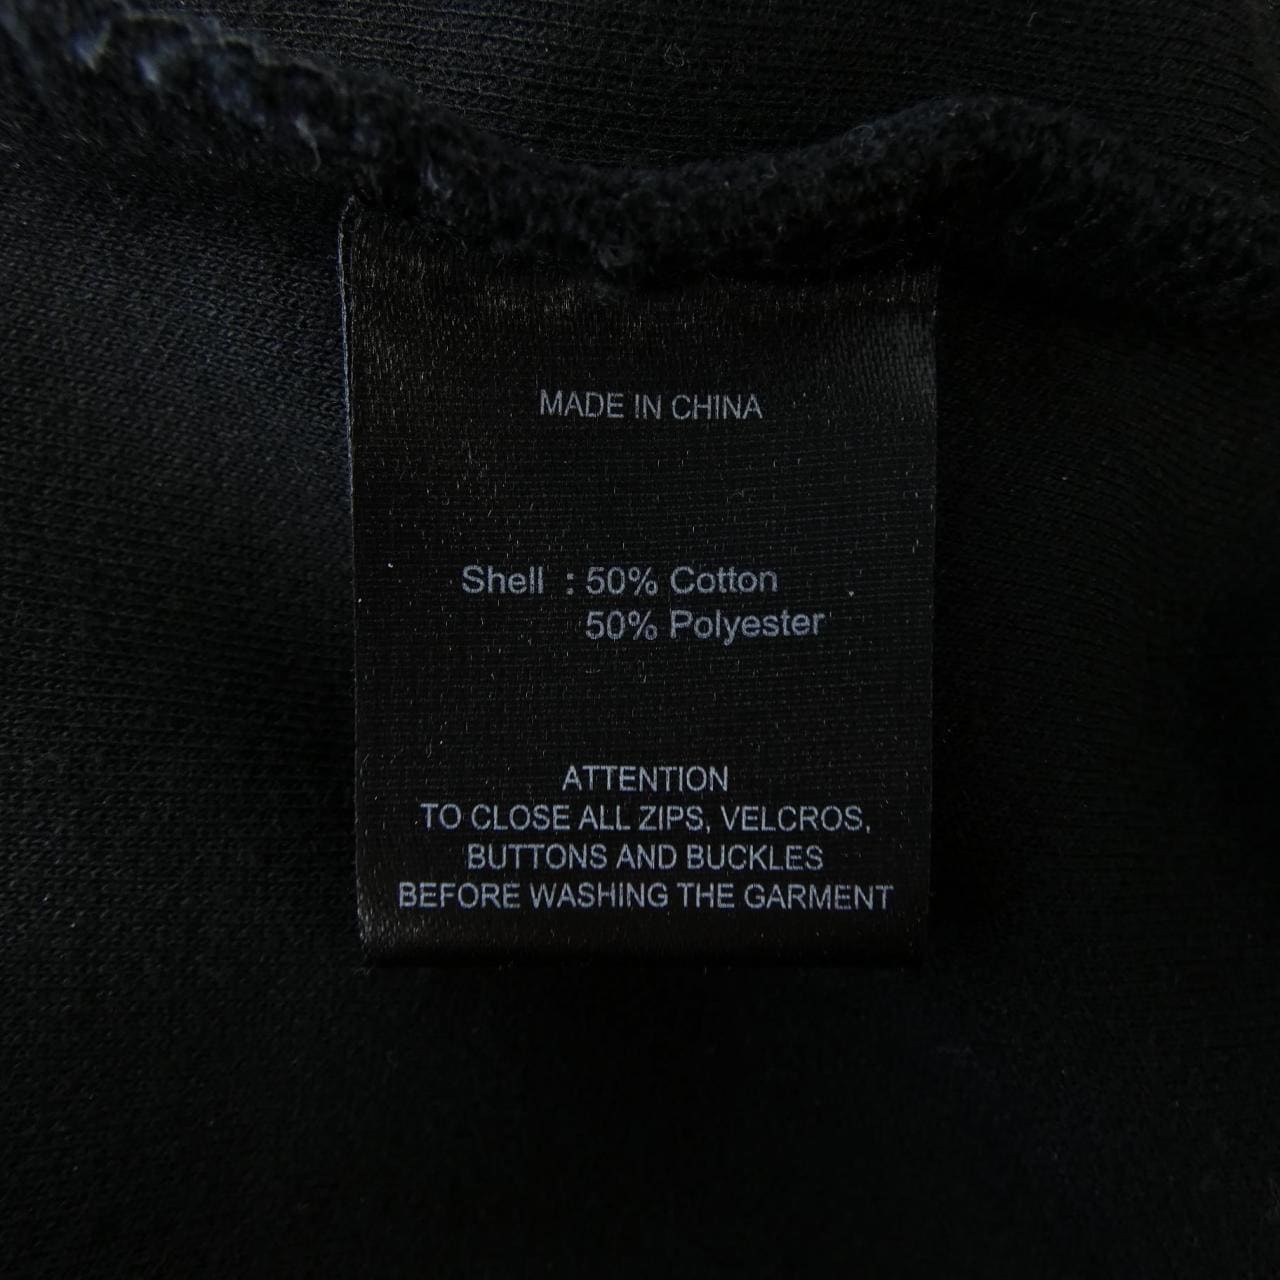 MADE IN CHINA
Shell : 50% Cotton
50% Polyester
ATTENTION
TO CLOSE ALL ZIPS, VELCROS,
BUTTONS AND BUCKLES
BEFORE WASHING THE GARMENT